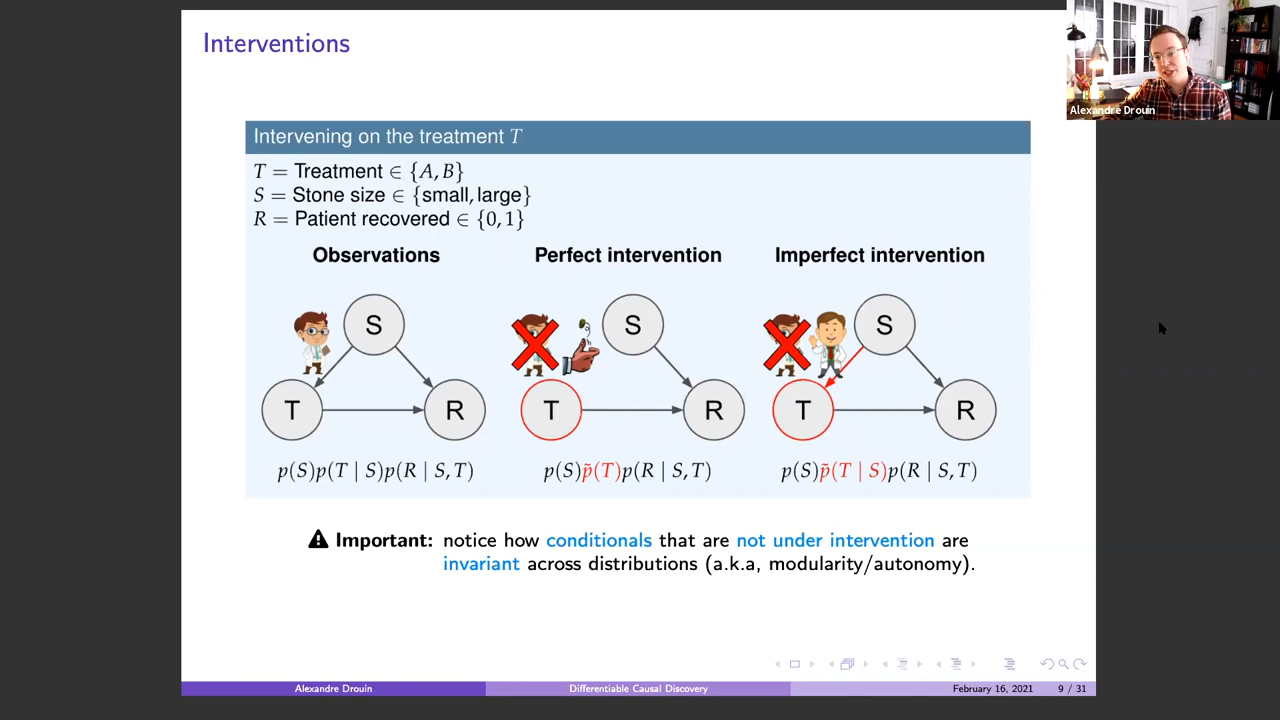 Interventions
Alexandre Drouin
Intervening on the treatment T
T = Treatment ∈ {A, B}
S = Stone size ∈ {small, large}
R = Patient recovered ∈ {0, 1}
Observations Perfect intervention Imperfect intervention
S S S
T R T R T R
p(S)p(T | S)p(R | S, T) p(S)p̃(T)p(R | S, T) p(S)p̃(T | S)p(R | S, T)
Important: notice how conditionals that are not under intervention are
invariant across distributions (a.k.a, modularity/autonomy).
Alexandre Drouin Differentiable Causal Discovery February 16, 2021 9 / 31